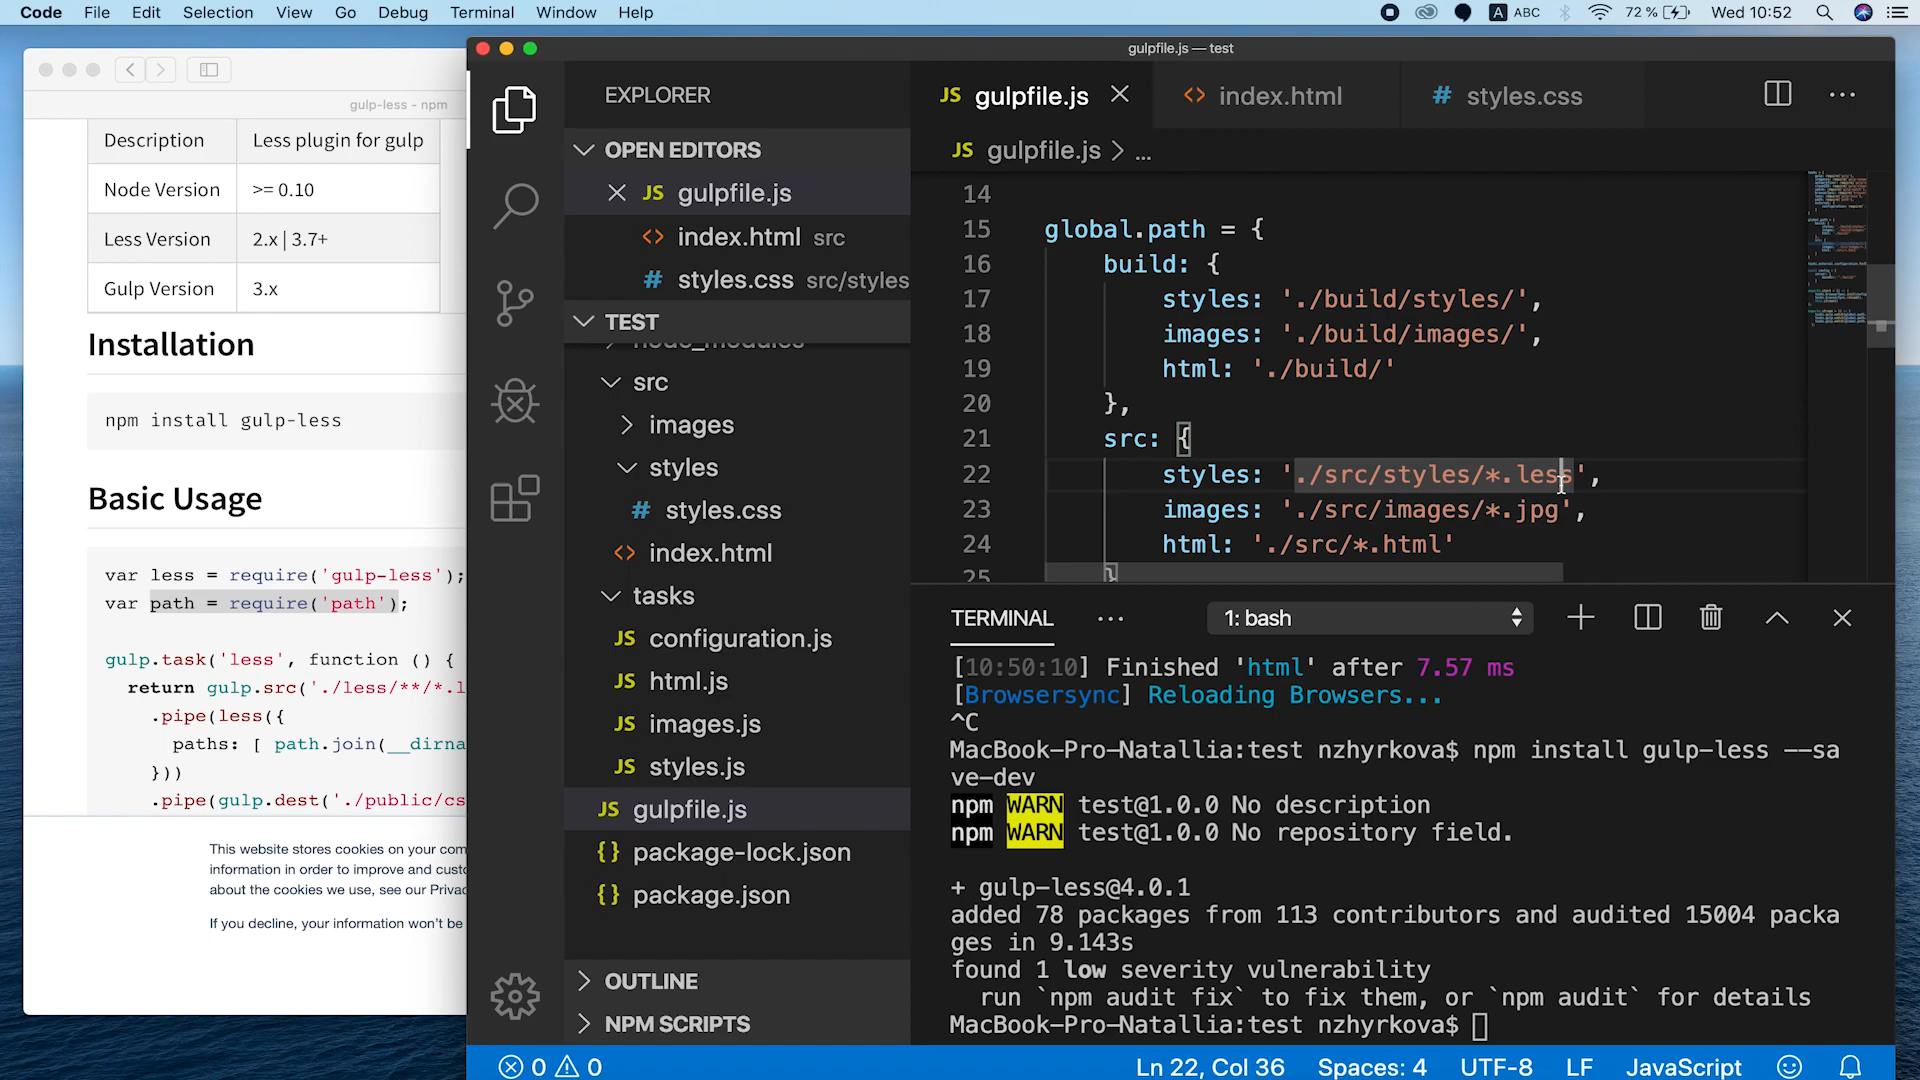 Code File Edit Selection View Go Debug Terminal Window Help
A ABC 72 % Wed 10:52
gulp-less - npm
Description Less plugin for gulp
Node Version >= 0.10
Less Version 2.x | 3.7+
Gulp Version 3.x
Installation
npm install gulp-less
Basic Usage
var less = require('gulp-less');
var path = require('path');
gulp.task('less', function () {
return gulp.src('./less/**/*.l
.pipe(less({
paths: [ path.join(__dirna
}))
.pipe(gulp.dest('./public/cs
This website stores cookies on your com
information in order to improve and custo
about the cookies we use, see our Privac
If you decline, your information won't be
gulpfile.js — test
EXPLORER
OPEN EDITORS
JS gulpfile.js
<> index.html src
# styles.css src/styles
TEST
node_modules
src
images
styles
# styles.css
<> index.html
tasks
JS configuration.js
JS html.js
JS images.js
JS styles.js
JS gulpfile.js
{} package-lock.json
{} package.json
OUTLINE
NPM SCRIPTS
JS gulpfile.js
<> index.html
# styles.css
JS gulpfile.js > ...
14
15 global.path = {
16 build: {
17 styles: './build/styles/',
18 images: './build/images/',
19 html: './build/'
20 },
21 src: {
22 styles: './src/styles/*.less',
23 images: './src/images/*.jpg',
24 html: './src/*.html'
25 }
TERMINAL ... 1: bash
[10:50:10] Finished 'html' after 7.57 ms
[Browsersync] Reloading Browsers...
^C
MacBook-Pro-Natallia:test nzhyrkova$ npm install gulp-less --sa
ve-dev
npm WARN test@1.0.0 No description
npm WARN test@1.0.0 No repository field.
+ gulp-less@4.0.1
added 78 packages from 113 contributors and audited 15004 packa
ges in 9.143s
found 1 low severity vulnerability
run `npm audit fix` to fix them, or `npm audit` for details
MacBook-Pro-Natallia:test nzhyrkova$
0 0 Ln 22, Col 36 Spaces: 4 UTF-8 LF JavaScript